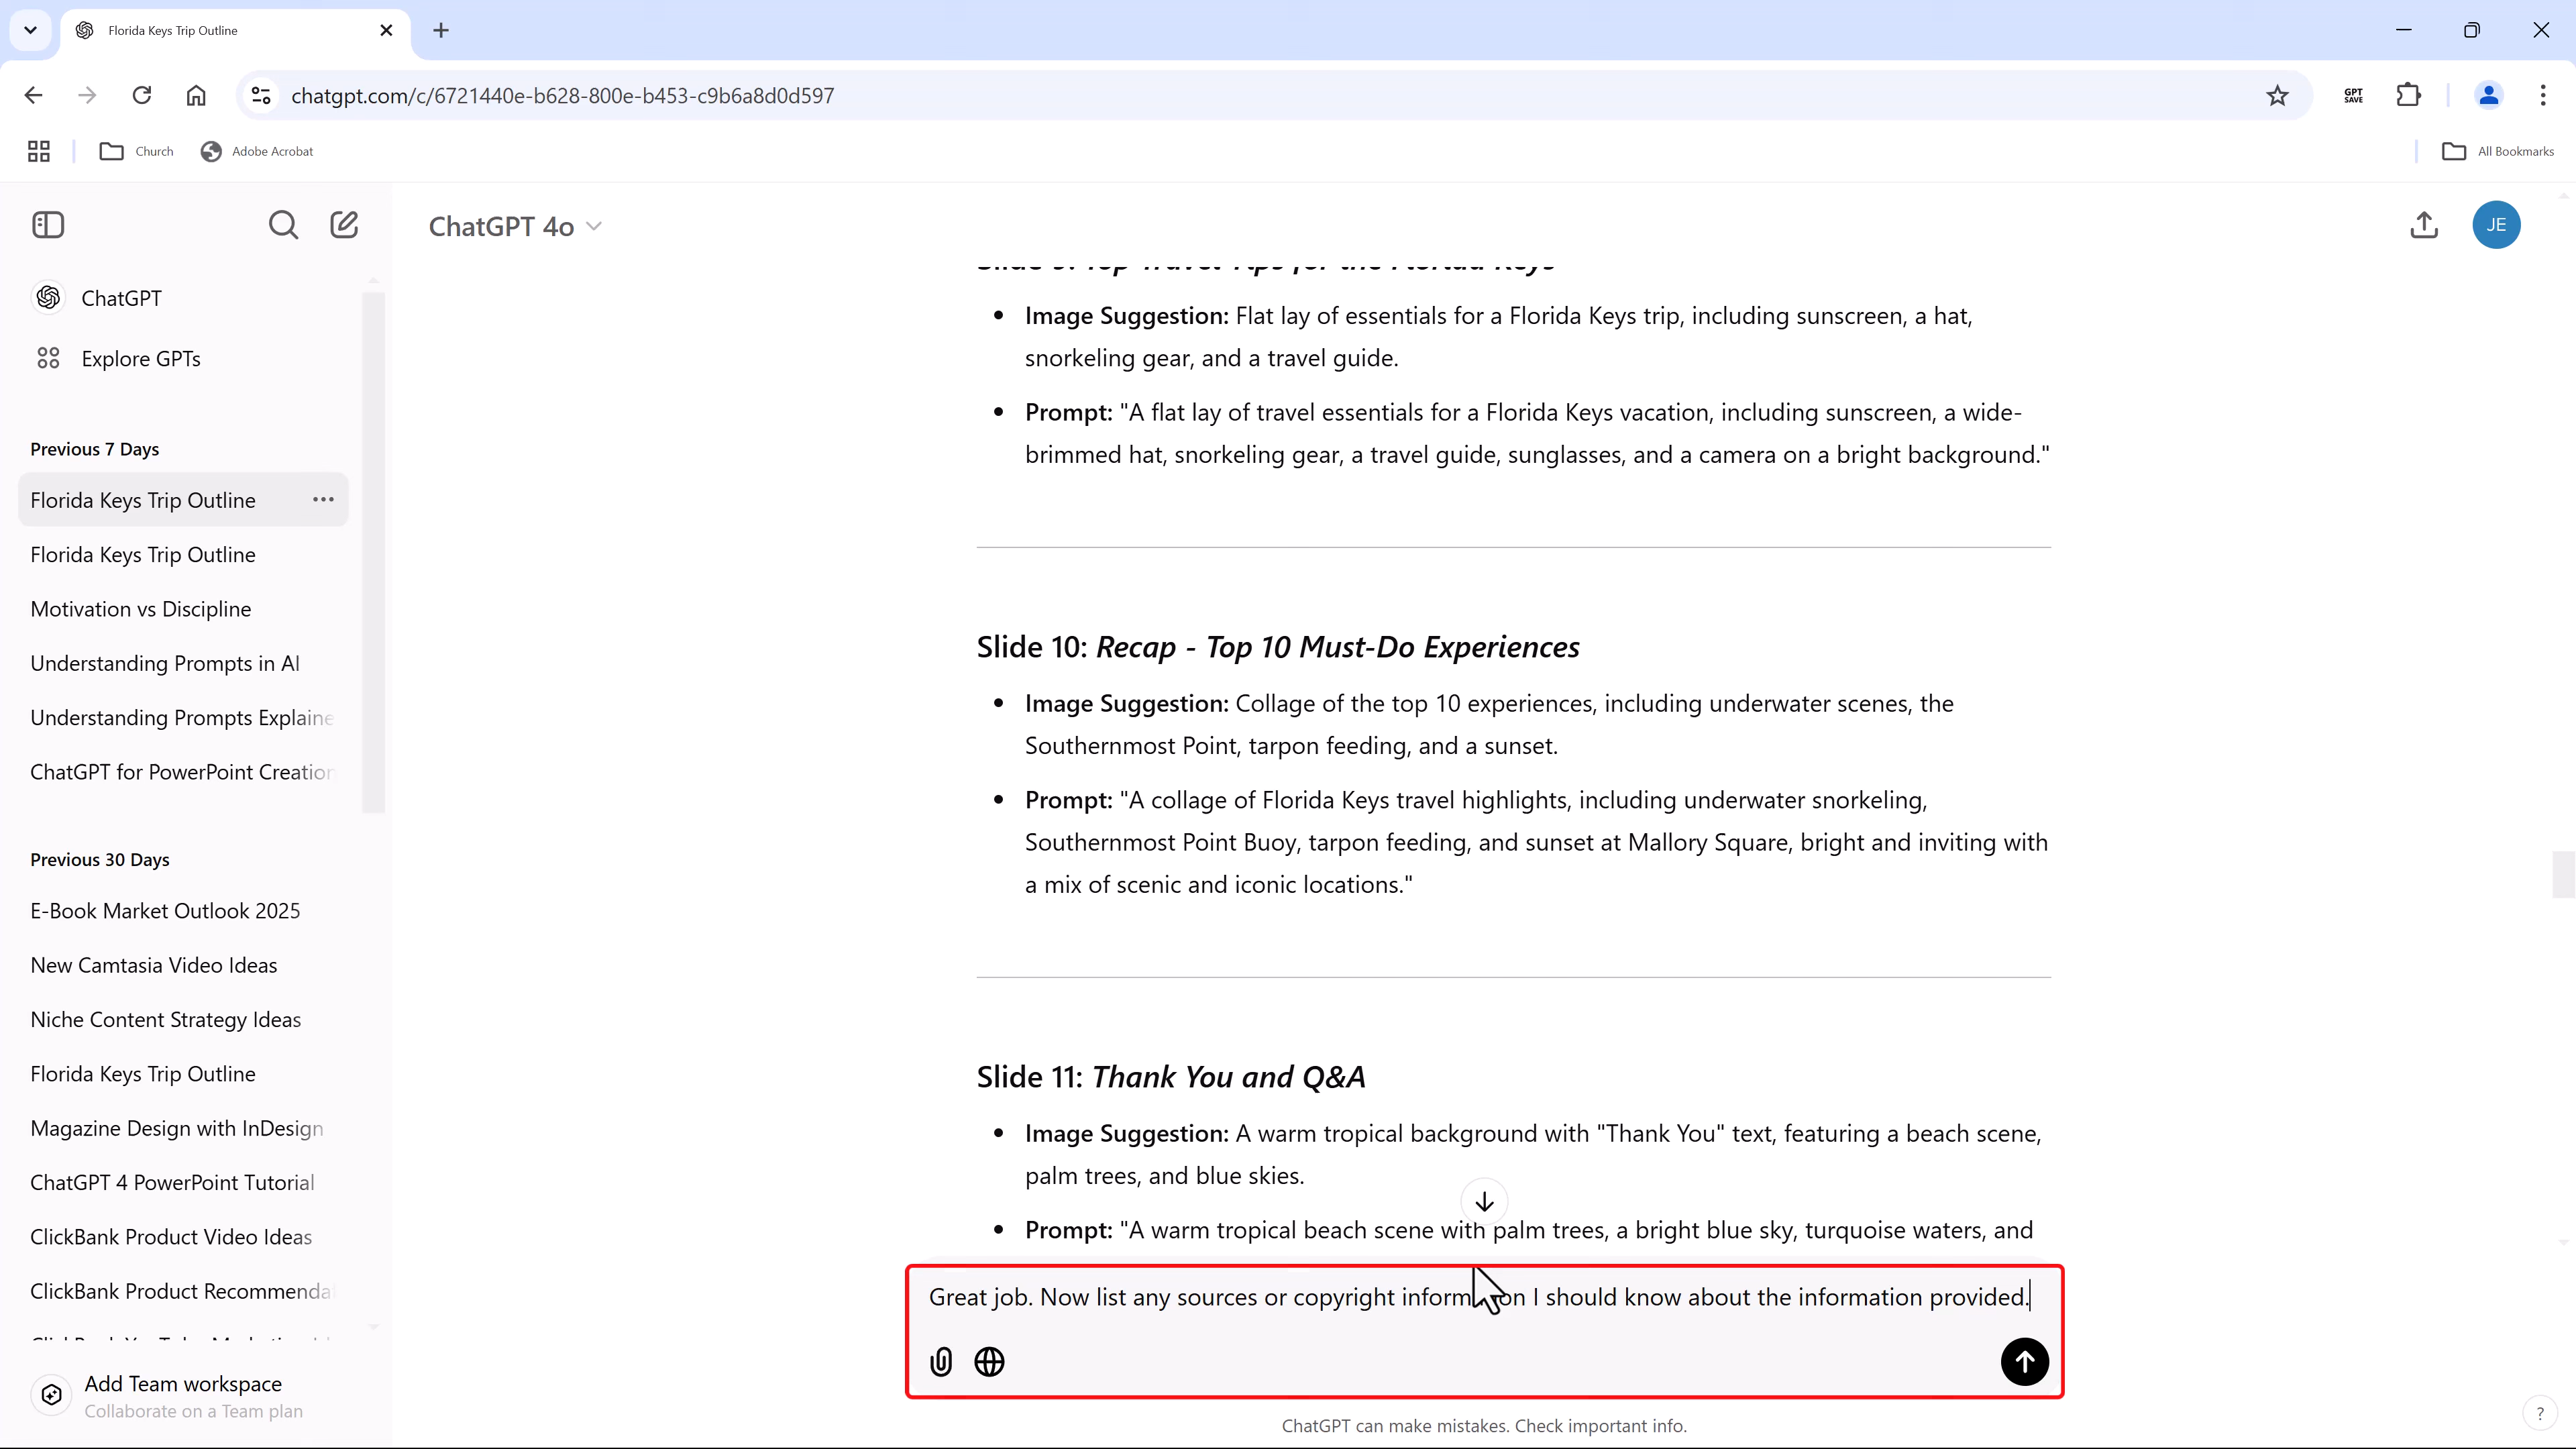 Florida Keys Trip Outline
chatgpt.com/c/6721440e-b628-800e-b453-c9b6a8d0d597
GPT
SAVE
Church
Adobe Acrobat
All Bookmarks
ChatGPT 4o
JE
ChatGPT
Explore GPTs
Previous 7 Days
Florida Keys Trip Outline
Florida Keys Trip Outline
Motivation vs Discipline
Understanding Prompts in AI
Understanding Prompts Explaine
ChatGPT for PowerPoint Creation
Previous 30 Days
E-Book Market Outlook 2025
New Camtasia Video Ideas
Niche Content Strategy Ideas
Florida Keys Trip Outline
Magazine Design with InDesign
ChatGPT 4 PowerPoint Tutorial
ClickBank Product Video Ideas
ClickBank Product Recommenda
Add Team workspace
Collaborate on a Team plan
Top Travel Tips for the Florida Keys
• Image Suggestion: Flat lay of essentials for a Florida Keys trip, including sunscreen, a hat,
snorkeling gear, and a travel guide.
• Prompt: "A flat lay of travel essentials for a Florida Keys vacation, including sunscreen, a wide-
brimmed hat, snorkeling gear, a travel guide, sunglasses, and a camera on a bright background."
Slide 10: Recap - Top 10 Must-Do Experiences
• Image Suggestion: Collage of the top 10 experiences, including underwater scenes, the
Southernmost Point, tarpon feeding, and a sunset.
• Prompt: "A collage of Florida Keys travel highlights, including underwater snorkeling,
Southernmost Point Buoy, tarpon feeding, and sunset at Mallory Square, bright and inviting with
a mix of scenic and iconic locations."
Slide 11: Thank You and Q&A
• Image Suggestion: A warm tropical background with "Thank You" text, featuring a beach scene,
palm trees, and blue skies.
• Prompt: "A warm tropical beach scene with palm trees, a bright blue sky, turquoise waters, and
Great job. Now list any sources or copyright information I should know about the information provided.
ChatGPT can make mistakes. Check important info.
?